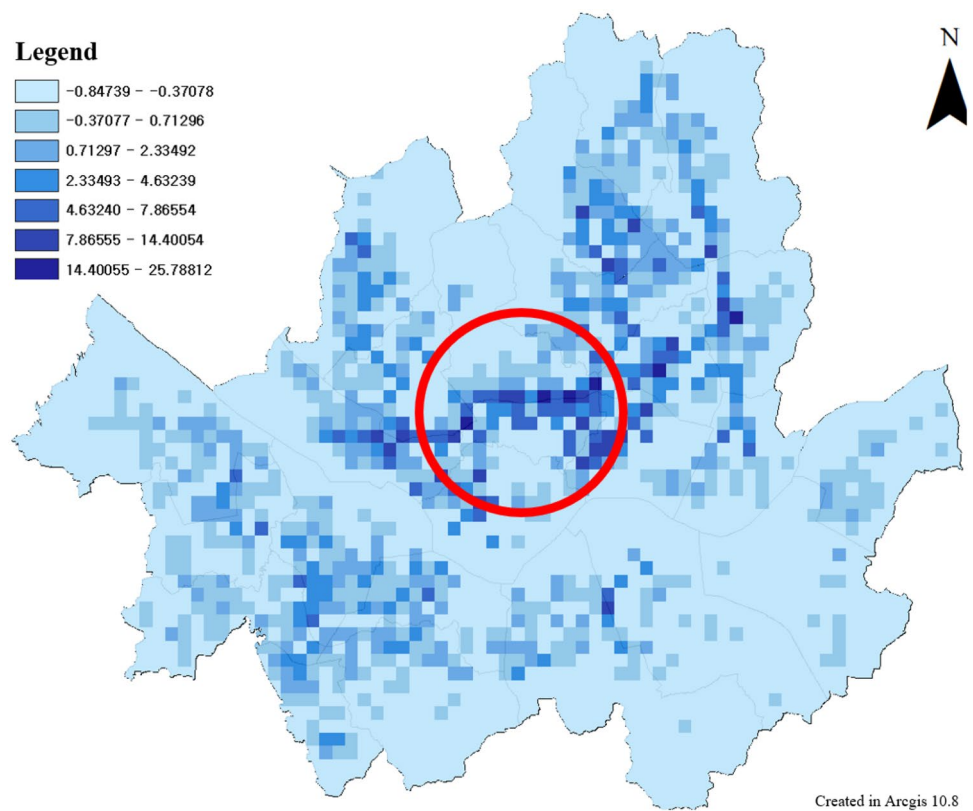 Legend
N
-0.84739 - -0.37078
-0.37077 - 0.71296
0.71297 - 2.33492
2.33493 - 4.63239
4.63240 - 7.86554
7.86555 - 14.40054
14.40055 - 25.78812
Created in Arcgis 10.8